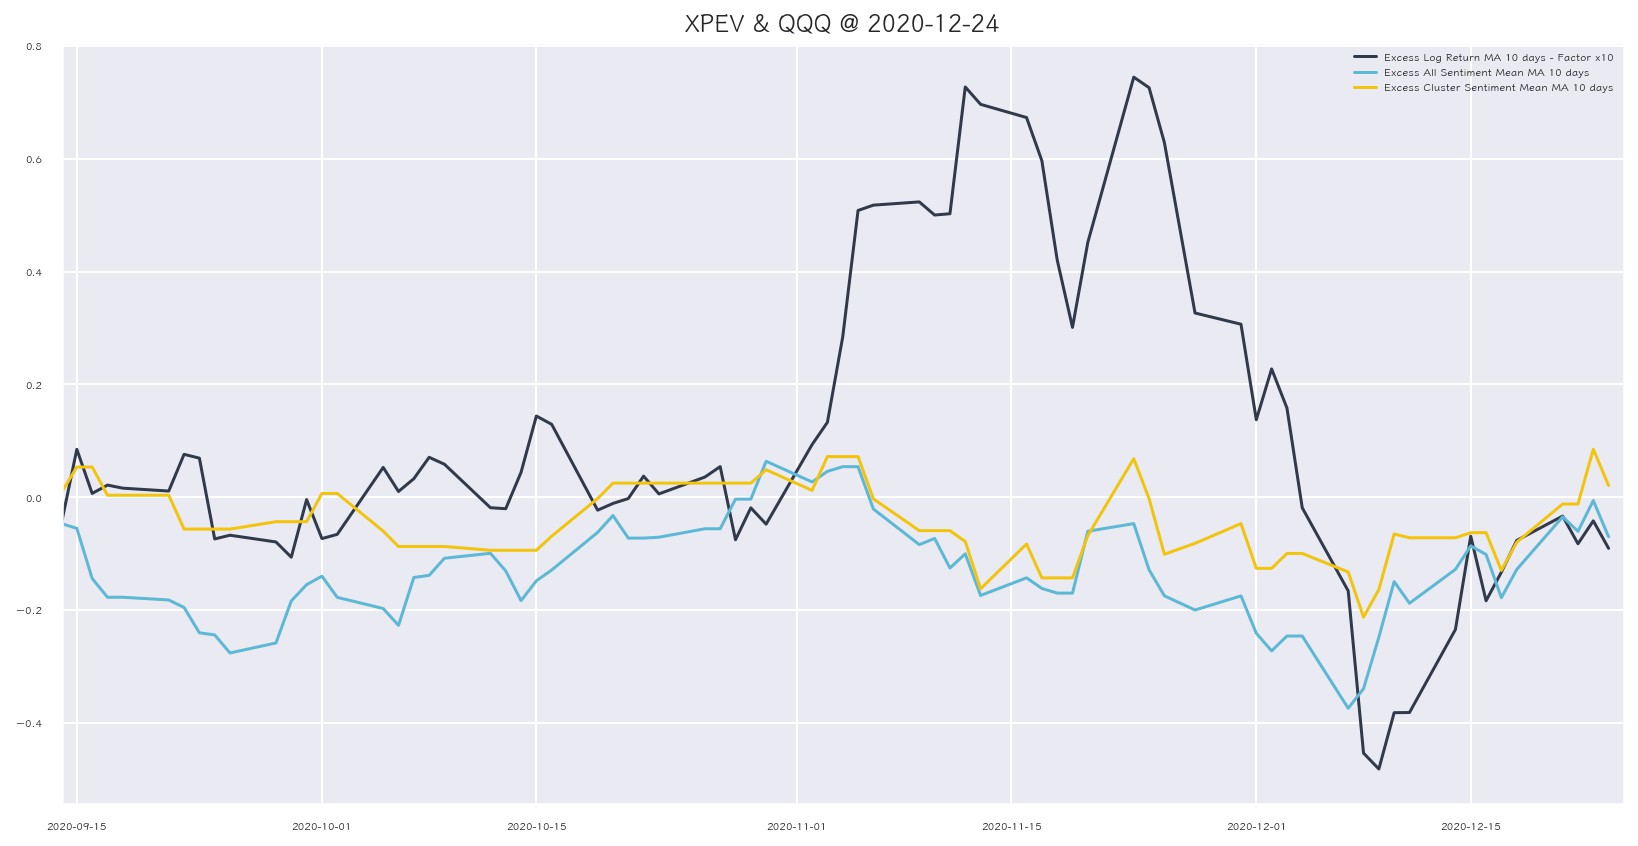 XPEV & QQQ @ 2020-12-24
Excess Log Return MA 10 days - Factor x10
Excess All Sentiment Mean MA 10 days
Excess Cluster Sentiment Mean MA 10 days
0.8
0.6
0.4
0.2
0.0
−0.2
−0.4
2020-09-15 2020-10-01 2020-10-15 2020-11-01 2020-11-15 2020-12-01 2020-12-15